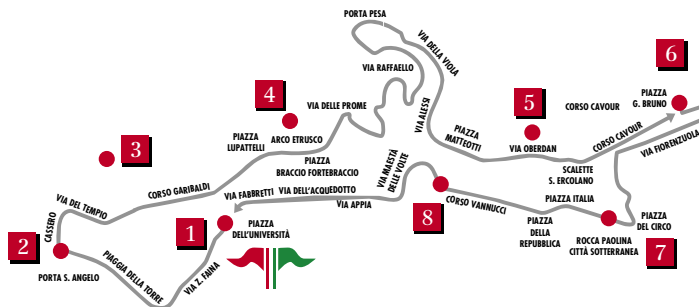 PORTA PESA
VIA DELLA VIOLA
VIA RAFFAELLO
6
PIAZZA
G. BRUNO
4
VIA DELLE PROME
5
CORSO CAVOUR
CORSO CAVOUR
VIA ALESSI
PIAZZA
MATTEOTTI
VIA OBERDAN
VIA FIORENZUOLA
PIAZZA
LUPATTELLI
ARCO ETRUSCO
3
PIAZZA
BRACCIO FORTEBRACCIO
SCALETTE
S. ERCOLANO
VIA MAESTÀ
DELLE VOLTE
CORSO GARIBALDI
VIA FABBRETTI
VIA DELL'ACQUEDOTTO
VIA APPIA
VIA DEL TEMPIO
CASSERO
8
CORSO VANNUCCI
PIAZZA ITALIA
2
1
PIAZZA
DELL'UNIVERSITÀ
PIAZZA
DELLA
REPUBBLICA
PIAZZA
DEL CIRCO
PORTA S. ANGELO
PIAGGIA DELLA TORRE
VIA Z. FAINA
ROCCA PAOLINA
CITTÀ SOTTERRANEA
7